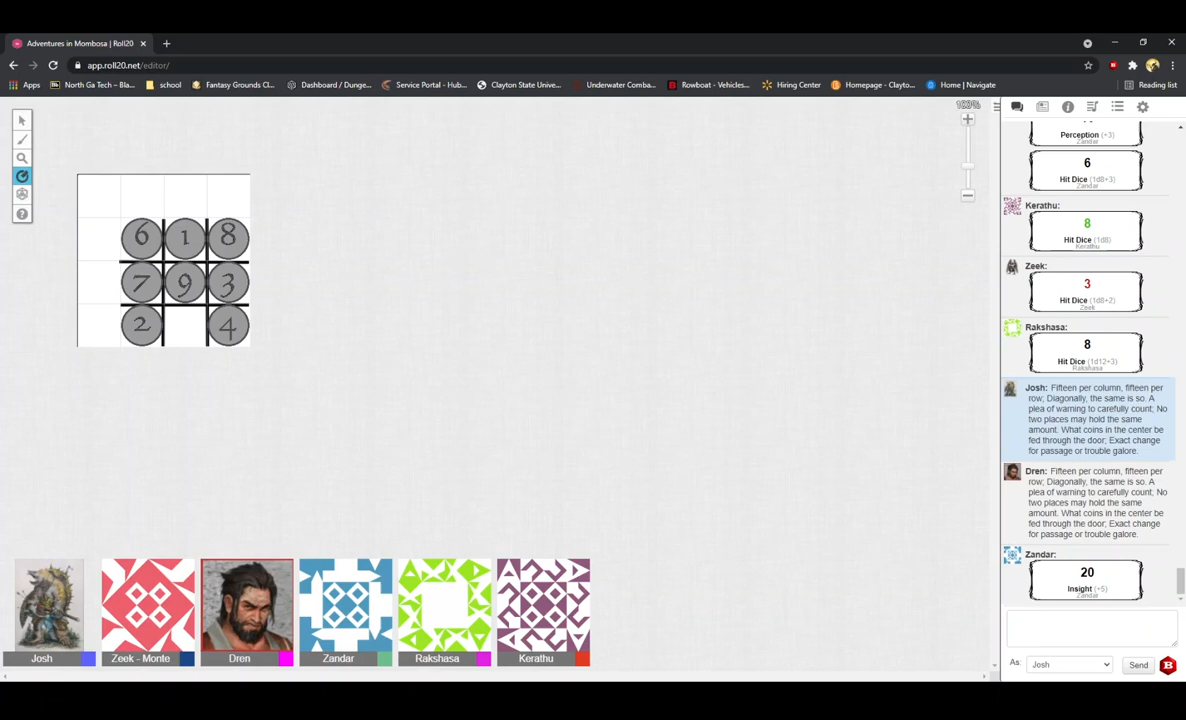 Adventures in Mombosa | Roll20
app.roll20.net/editor/
Apps
North Ga Tech – Bla...
school
Fantasy Grounds Cl...
Dashboard / Dunge...
Service Portal - Hub...
Clayton State Unive...
Underwater Comba...
Rowboat - Vehicles...
Hiring Center
Homepage - Clayto...
Home | Navigate
Reading list
6 1 8
7 9 3
2 4
Perception (+3)
Zandar
6
Hit Dice (1d8+3)
Zandar
Kerathu:
8
Hit Dice (1d8)
Kerathu
Zeek:
3
Hit Dice (1d8+2)
Zeek
Rakshasa:
8
Hit Dice (1d12+3)
Rakshasa
Josh: Fifteen per column, fifteen per
row; Diagonally, the same is so. A
plea of warning to carefully count; No
two places may hold the same
amount. What coins in the center be
fed through the door; Exact change
for passage or trouble galore.
Dren: Fifteen per column, fifteen per
row; Diagonally, the same is so. A
plea of warning to carefully count; No
two places may hold the same
amount. What coins in the center be
fed through the door; Exact change
for passage or trouble galore.
Zandar:
20
Insight (+5)
Zandar
Josh
Zeek - Monte
Dren
Zandar
Rakshasa
Kerathu
As:
Josh
Send
B